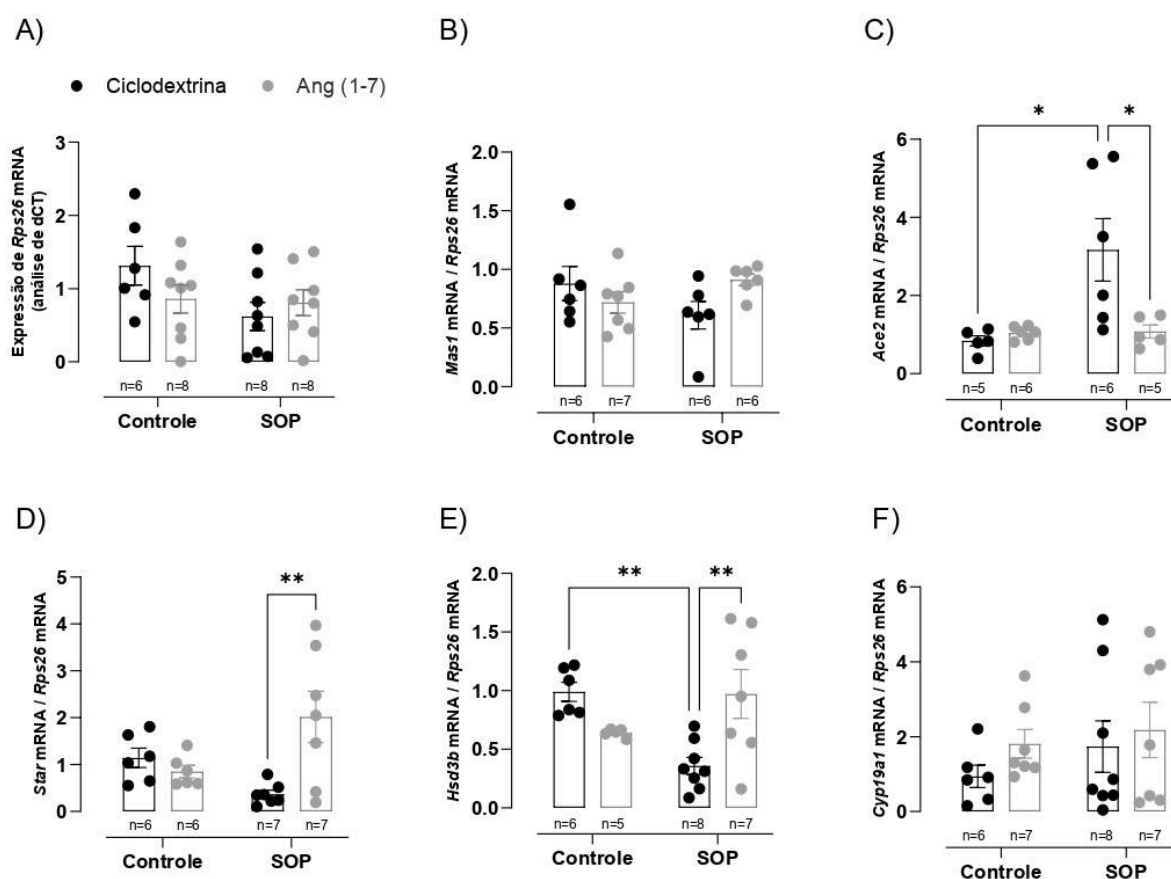 A)
Ciclodextrina
Ang (1-7)
Expressão de Rps26 mRNA
(análise de dCT)
3
2
1
0
n=6
n=8
n=8
n=8
Controle
SOP
B)
Mas1 mRNA / Rps26 mRNA
2.0
1.5
1.0
0.5
0.0
n=6
n=7
n=6
n=6
Controle
SOP
C)
Ace2 mRNA / Rps26 mRNA
6
4
2
0
*
*
n=5
n=6
n=6
n=5
Controle
SOP
D)
Star mRNA / Rps26 mRNA
5
4
3
2
1
0
**
n=6
n=6
n=7
n=7
Controle
SOP
E)
Hsd3b mRNA / Rps26 mRNA
2.0
1.5
1.0
0.5
0.0
**
**
n=6
n=5
n=8
n=7
Controle
SOP
F)
Cyp19a1 mRNA / Rps26 mRNA
6
4
2
0
n=6
n=7
n=8
n=7
Controle
SOP